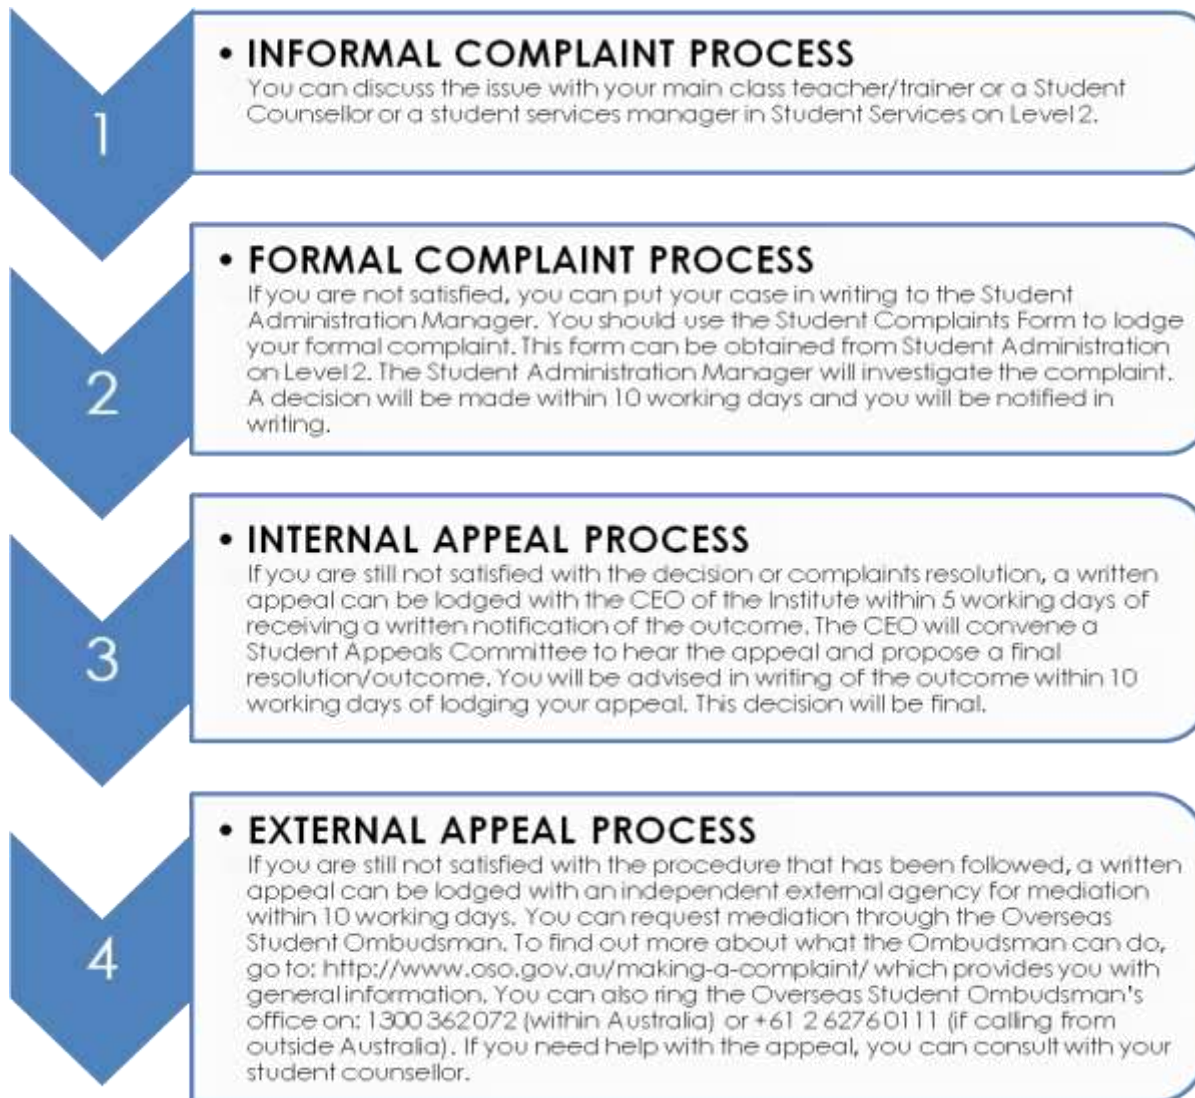 1
• INFORMAL COMPLAINT PROCESS
You can discuss the issue with your main class teacher/trainer or a Student
Counsellor or a student services manager in Student Services on Level 2.
2
• FORMAL COMPLAINT PROCESS
If you are not satisfied, you can put your case in writing to the Student
Administration Manager. You should use the Student Complaints Form to lodge
your formal complaint. This form can be obtained from Student Administration
on Level 2. The Student Administration Manager will investigate the complaint.
A decision will be made within 10 working days and you will be notified in
writing.
3
• INTERNAL APPEAL PROCESS
If you are still not satisfied with the decision or complaints resolution, a written
appeal can be lodged with the CEO of the Institute within 5 working days of
receiving a written notification of the outcome. The CEO will convene a
Student Appeals Committee to hear the appeal and propose a final
resolution/outcome. You will be advised in writing of the outcome within 10
working days of lodging your appeal. This decision will be final.
4
• EXTERNAL APPEAL PROCESS
If you are still not satisfied with the procedure that has been followed, a written
appeal can be lodged with an independent external agency for mediation
within 10 working days. You can request mediation through the Overseas
Student Ombudsman. To find out more about what the Ombudsman can do,
go to: http://www.oso.gov.au/making-a-complaint/ which provides you with
general information. You can also ring the Overseas Student Ombudsman's
office on: 1300 362 072 (within Australia) or +61 2 6276 0111 (if calling from
outside Australia). If you need help with the appeal, you can consult with your
student counsellor.